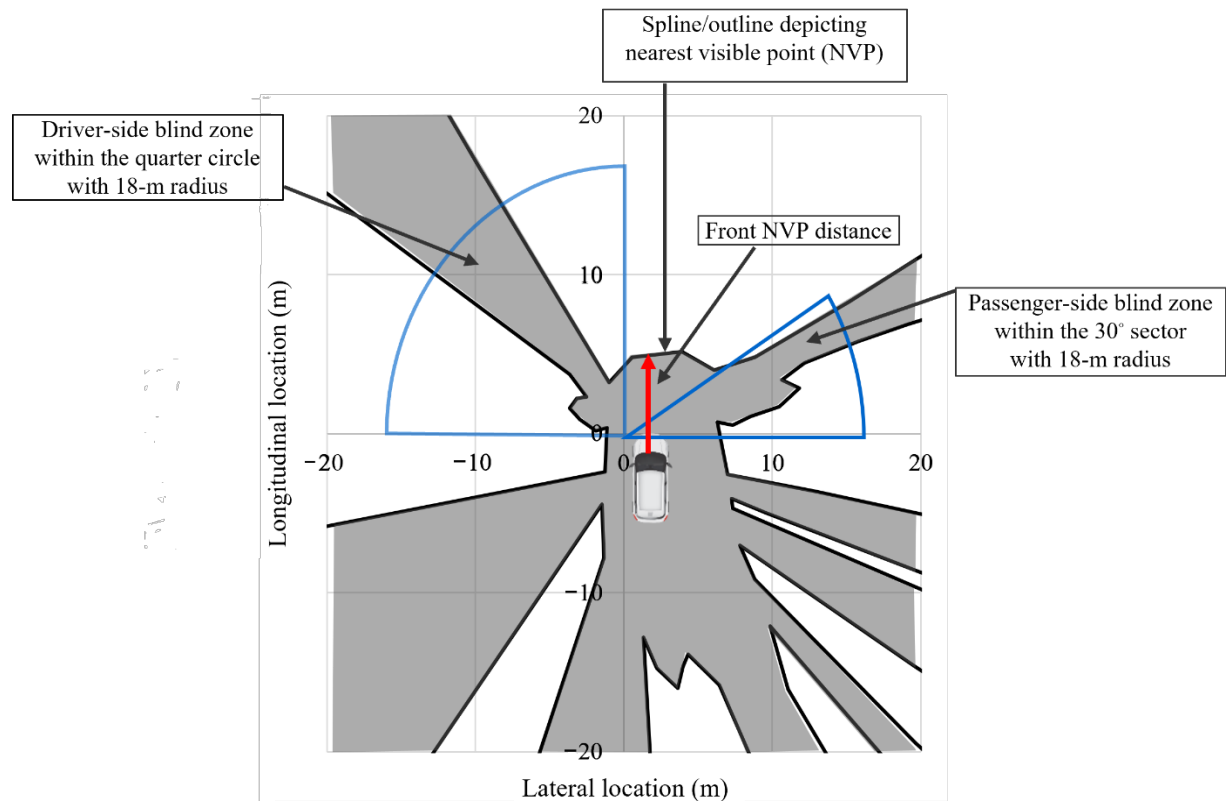 Spline/outline depicting
nearest visible point (NVP)
Driver-side blind zone
within the quarter circle
with 18-m radius
Front NVP distance
Passenger-side blind zone
within the 30° sector
with 18-m radius
20
10
0
−20
−10
0
10
20
−10
−20
Longitudinal location (m)
Lateral location (m)